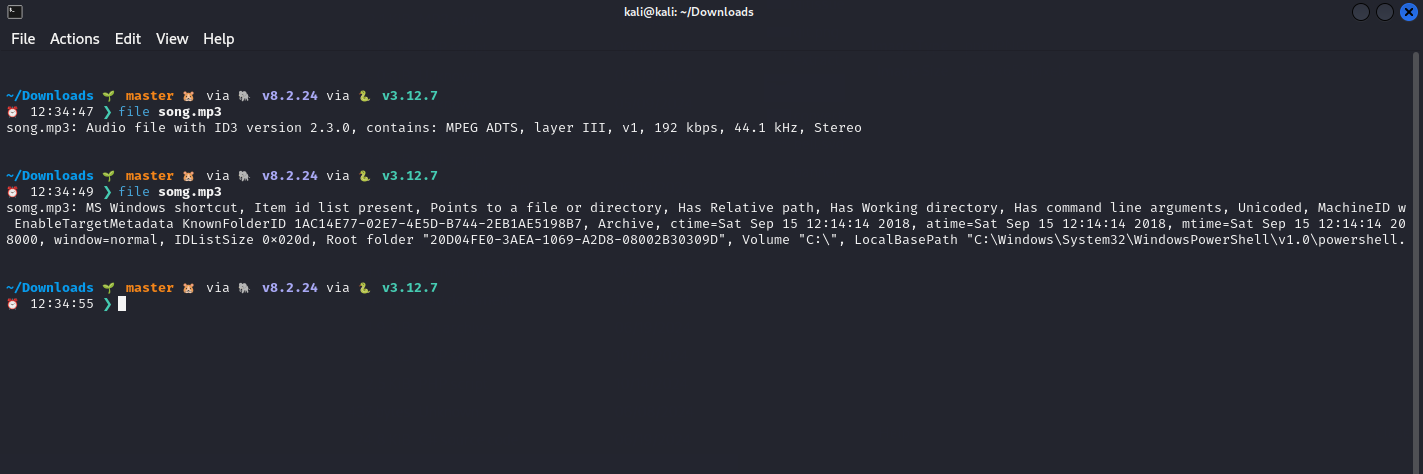 kali@kali: ~/Downloads
File Actions Edit View Help
~/Downloads 🌱 master 🐹 via 🐘 v8.2.24 via 🐍 v3.12.7
⏰ 12:34:47 ❯ file song.mp3
song.mp3: Audio file with ID3 version 2.3.0, contains: MPEG ADTS, layer III, v1, 192 kbps, 44.1 kHz, Stereo
~/Downloads 🌱 master 🐹 via 🐘 v8.2.24 via 🐍 v3.12.7
⏰ 12:34:49 ❯ file somg.mp3
somg.mp3: MS Windows shortcut, Item id list present, Points to a file or directory, Has Relative path, Has Working directory, Has command line arguments, Unicoded, MachineID w
EnableTargetMetadata KnownFolderID 1AC14E77-02E7-4E5D-B744-2EB1AE5198B7, Archive, ctime=Sat Sep 15 12:14:14 2018, atime=Sat Sep 15 12:14:14 2018, mtime=Sat Sep 15 12:14:14 20
8000, window=normal, IDListSize 0×020d, Root folder "20D04FE0-3AEA-1069-A2D8-08002B30309D", Volume "C:\", LocalBasePath "C:\Windows\System32\WindowsPowerShell\v1.0\powershell.
~/Downloads 🌱 master 🐹 via 🐘 v8.2.24 via 🐍 v3.12.7
⏰ 12:34:55 ❯